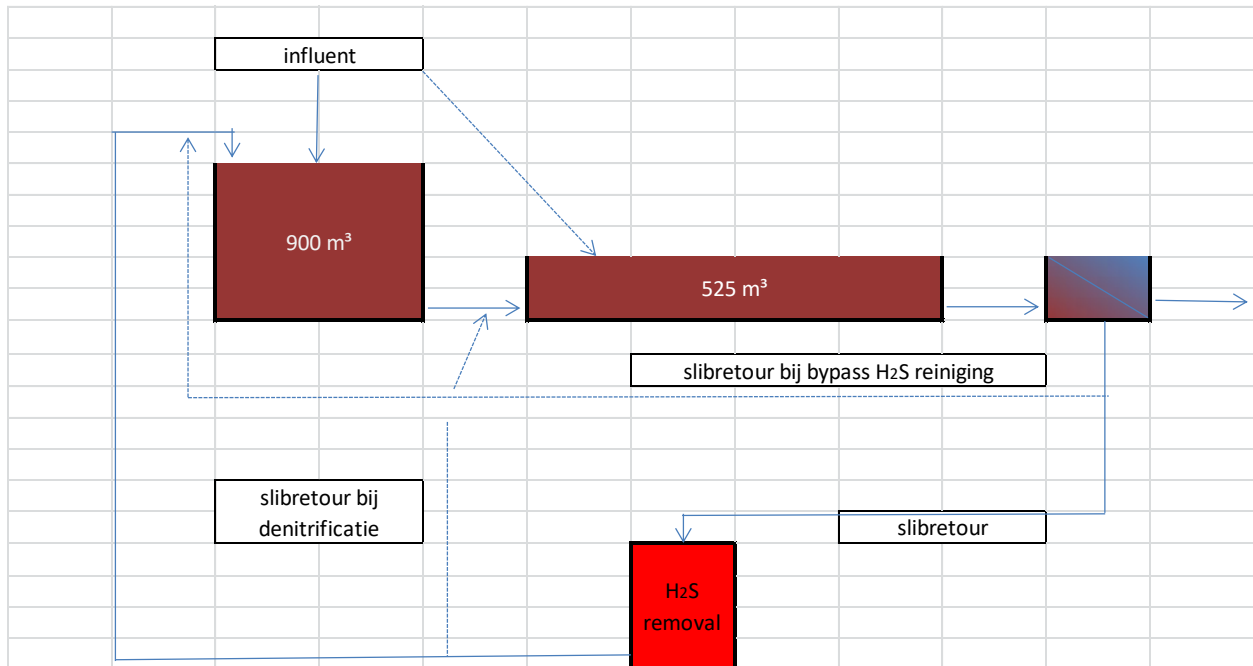 influent
900 m³
525 m³
slibretour bij bypass H₂S reiniging
slibretour bij
denitrificatie
slibretour
H₂S
removal